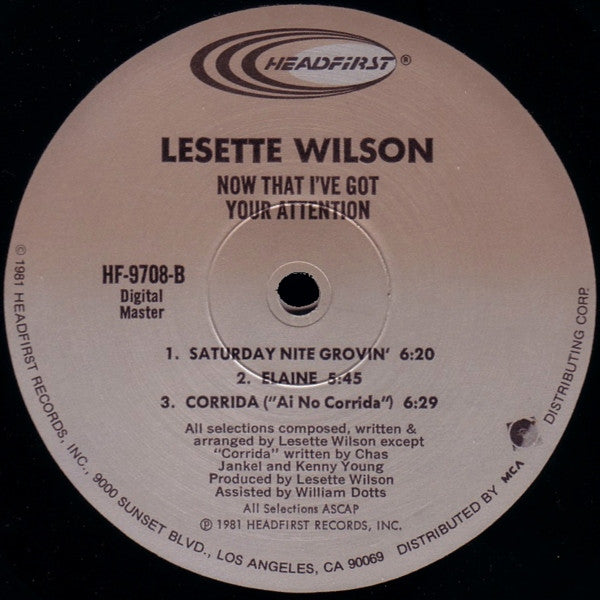 HEADFIRST®
LESETTE WILSON
NOW THAT I'VE GOT
YOUR ATTENTION
HF-9708-B
Digital
Master
1. SATURDAY NITE GROVIN' 6:20
2. ELAINE 5:45
3. CORRIDA ("Ai No Corrida") 6:29
All selections composed, written &
arranged by Lesette Wilson except
"Corrida" written by Chas
Jankel and Kenny Young
Produced by Lesette Wilson
Assisted by William Dotts
All Selections ASCAP
℗ 1981 HEADFIRST RECORDS, INC.
© 1981 HEADFIRST RECORDS, INC., 9000 SUNSET BLVD., LOS ANGELES, CA 90069 DISTRIBUTED BY MCA DISTRIBUTING CORP.